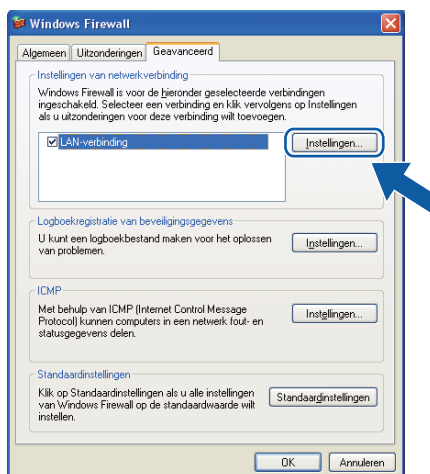 Windows Firewall
Algemeen
Uitzonderingen
Geavanceerd
Instellingen van netwerkverbinding
Windows Firewall is voor de hieronder geselecteerde verbindingen
ingeschakeld. Selecteer een verbinding en klik vervolgens op Instellingen
als u uitzonderingen voor deze verbinding wilt toevoegen.
LAN-verbinding
Instellingen...
Logboekregistratie van beveiligingsgegevens
U kunt een logboekbestand maken voor het oplossen
van problemen.
Instellingen...
ICMP
Met behulp van ICMP (Internet Control Message
Protocol) kunnen computers in een netwerk fout- en
statusgegevens delen.
Instellingen...
Standaardinstellingen
Klik op Standaardinstellingen als u alle instellingen
van Windows Firewall op de standaardwaarde wilt
instellen.
Standaardinstellingen
OK
Annuleren